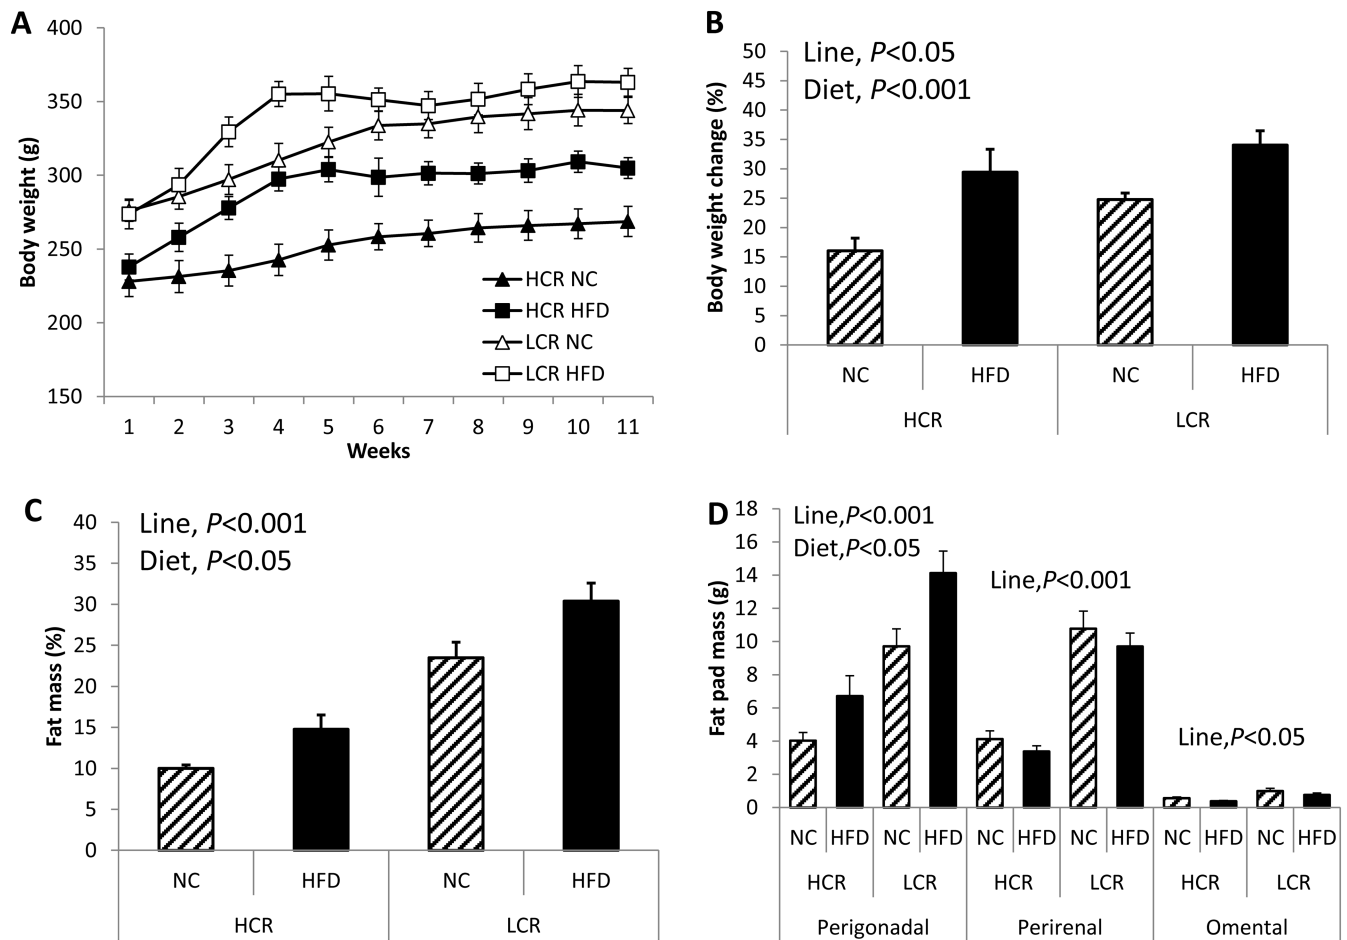 A
400
350
300
250
200
150
Body weight (g)
HCR NC
HCR HFD
LCR NC
LCR HFD
1 2 3 4 5 6 7 8 9 10 11
Weeks
B
50
45
40
35
30
25
20
15
10
5
0
Body weight change (%)
Line, P<0.05
Diet, P<0.001
NC HFD NC HFD
HCR LCR
C
40
35
30
25
20
15
10
5
0
Fat mass (%)
Line, P<0.001
Diet, P<0.05
NC HFD NC HFD
HCR LCR
D
18
16
14
12
10
8
6
4
2
0
Fat pad mass (g)
Line,P<0.001
Diet,P<0.05
Line,P<0.001
Line,P<0.05
NC HFD NC HFD NC HFD NC HFD NC HFD NC HFD
HCR LCR HCR LCR HCR LCR
Perigonadal Perirenal Omental